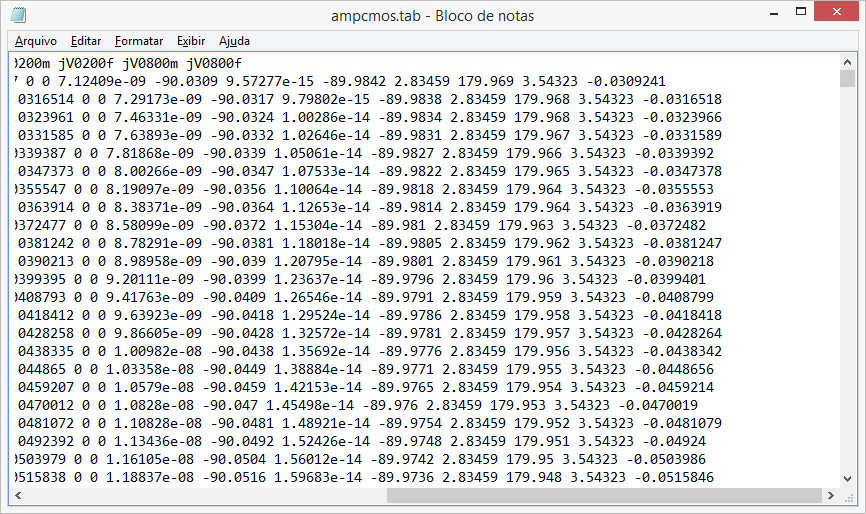 ampcmos.tab - Bloco de notas
Arquivo Editar Formatar Exibir Ajuda
0200m jV0200f jV0800m jV0800f
7 0 0 7.12409e-09 -90.0309 9.57277e-15 -89.9842 2.83459 179.969 3.54323 -0.0309241
0316514 0 0 7.29173e-09 -90.0317 9.79802e-15 -89.9838 2.83459 179.968 3.54323 -0.0316518
0323961 0 0 7.46331e-09 -90.0324 1.00286e-14 -89.9834 2.83459 179.968 3.54323 -0.0323966
0331585 0 0 7.63893e-09 -90.0332 1.02646e-14 -89.9831 2.83459 179.967 3.54323 -0.0331589
0339387 0 0 7.81868e-09 -90.0339 1.05061e-14 -89.9827 2.83459 179.966 3.54323 -0.0339392
0347373 0 0 8.00266e-09 -90.0347 1.07533e-14 -89.9822 2.83459 179.965 3.54323 -0.0347378
0355547 0 0 8.19097e-09 -90.0356 1.10064e-14 -89.9818 2.83459 179.964 3.54323 -0.0355553
0363914 0 0 8.38371e-09 -90.0364 1.12653e-14 -89.9814 2.83459 179.964 3.54323 -0.0363919
0372477 0 0 8.58099e-09 -90.0372 1.15304e-14 -89.981 2.83459 179.963 3.54323 -0.0372482
0381242 0 0 8.78291e-09 -90.0381 1.18018e-14 -89.9805 2.83459 179.962 3.54323 -0.0381247
0390213 0 0 8.98958e-09 -90.039 1.20795e-14 -89.9801 2.83459 179.961 3.54323 -0.0390218
0399395 0 0 9.20111e-09 -90.0399 1.23637e-14 -89.9796 2.83459 179.96 3.54323 -0.0399401
0408793 0 0 9.41763e-09 -90.0409 1.26546e-14 -89.9791 2.83459 179.959 3.54323 -0.0408799
0418412 0 0 9.63923e-09 -90.0418 1.29524e-14 -89.9786 2.83459 179.958 3.54323 -0.0418418
0428258 0 0 9.86605e-09 -90.0428 1.32572e-14 -89.9781 2.83459 179.957 3.54323 -0.0428264
0438335 0 0 1.00982e-08 -90.0438 1.35692e-14 -89.9776 2.83459 179.956 3.54323 -0.0438342
044865 0 0 1.03358e-08 -90.0449 1.38884e-14 -89.9771 2.83459 179.955 3.54323 -0.0448656
0459207 0 0 1.0579e-08 -90.0459 1.42153e-14 -89.9765 2.83459 179.954 3.54323 -0.0459214
0470012 0 0 1.0828e-08 -90.047 1.45498e-14 -89.976 2.83459 179.953 3.54323 -0.0470019
0481072 0 0 1.10828e-08 -90.0481 1.48921e-14 -89.9754 2.83459 179.952 3.54323 -0.0481079
0492392 0 0 1.13436e-08 -90.0492 1.52426e-14 -89.9748 2.83459 179.951 3.54323 -0.04924
0503979 0 0 1.16105e-08 -90.0504 1.56012e-14 -89.9742 2.83459 179.95 3.54323 -0.0503986
0515838 0 0 1.18837e-08 -90.0516 1.59683e-14 -89.9736 2.83459 179.948 3.54323 -0.0515846